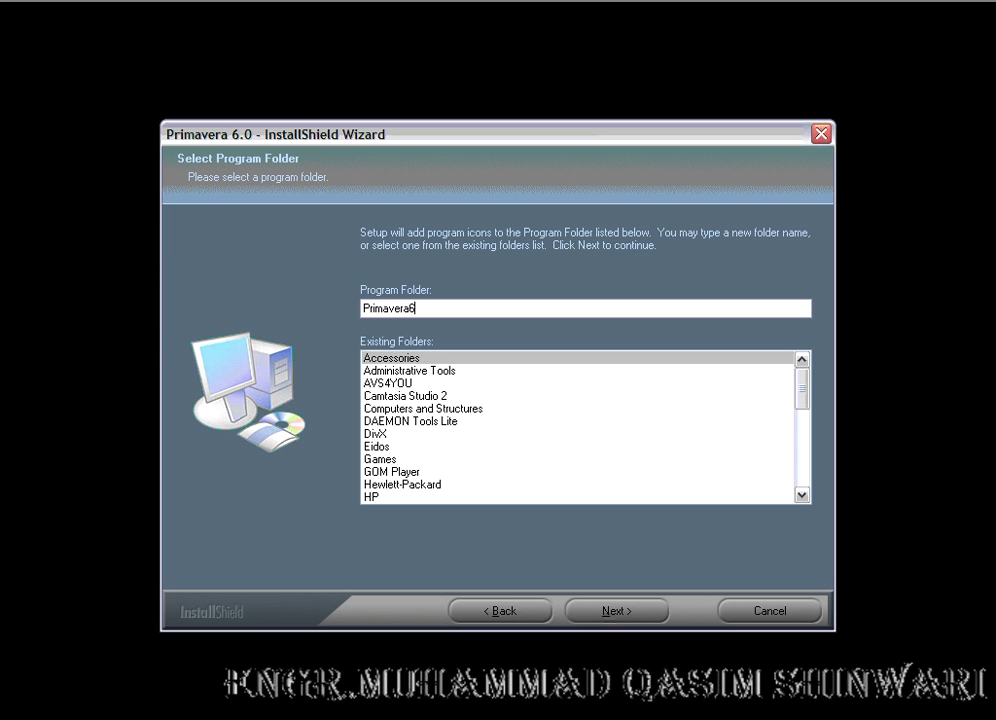 Primavera 6.0 - InstallShield Wizard
Select Program Folder
Please select a program folder.
Setup will add program icons to the Program Folder listed below.  You may type a new folder name,
or select one from the existing folders list.  Click Next to continue.
Program Folder:
Primavera6
Existing Folders:
Accessories
Administrative Tools
AVS4YOU
Camtasia Studio 2
Computers and Structures
DAEMON Tools Lite
DivX
Eidos
Games
GOM Player
Hewlett-Packard
HP
InstallShield
< Back
Next >
Cancel
ENGR.MUHAMMAD QASIM SHINWARI